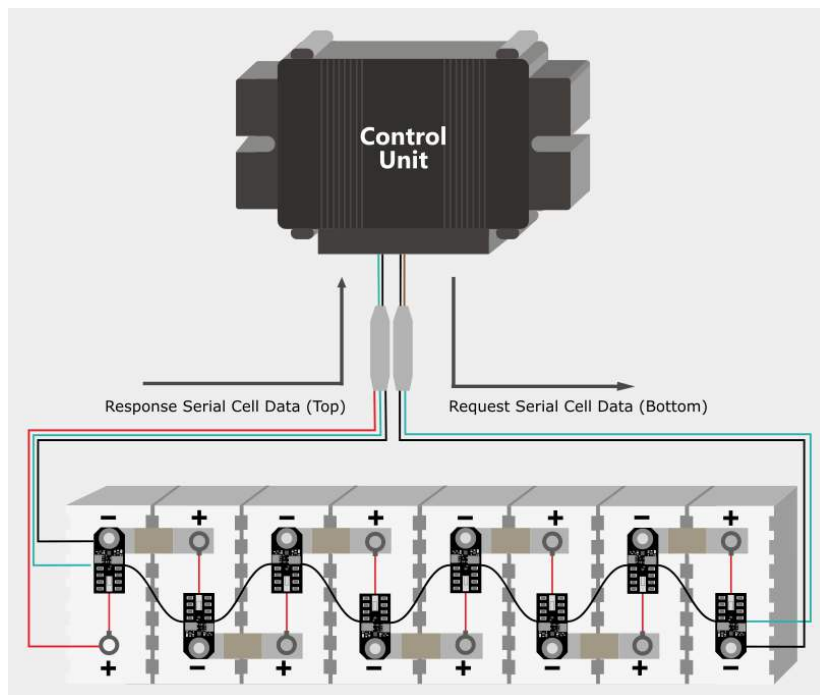 Control
Unit
Response Serial Cell Data (Top)
Request Serial Cell Data (Bottom)
− + − + − + − +
+ − + − + − + −